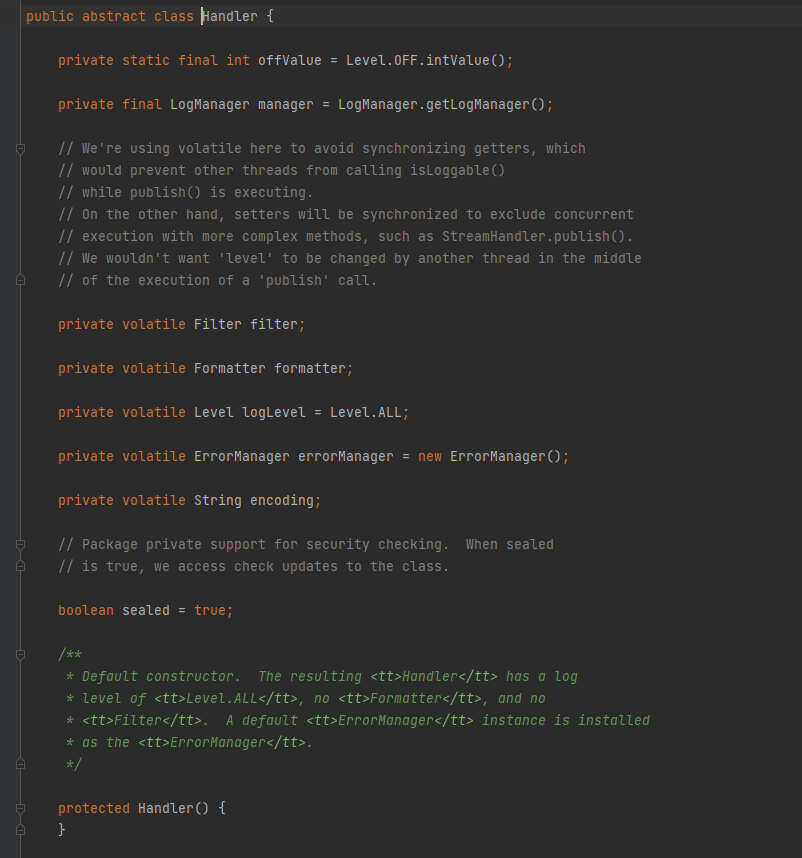 public abstract class Handler {
private static final int offValue = Level.OFF.intValue();
private final LogManager manager = LogManager.getLogManager();
// We're using volatile here to avoid synchronizing getters, which
// would prevent other threads from calling isLoggable()
// while publish() is executing.
// On the other hand, setters will be synchronized to exclude concurrent
// execution with more complex methods, such as StreamHandler.publish().
// We wouldn't want 'level' to be changed by another thread in the middle
// of the execution of a 'publish' call.
private volatile Filter filter;
private volatile Formatter formatter;
private volatile Level logLevel = Level.ALL;
private volatile ErrorManager errorManager = new ErrorManager();
private volatile String encoding;
// Package private support for security checking.  When sealed
// is true, we access check updates to the class.
boolean sealed = true;
/**
* Default constructor.  The resulting <tt>Handler</tt> has a log
* level of <tt>Level.ALL</tt>, no <tt>Formatter</tt>, and no
* <tt>Filter</tt>.  A default <tt>ErrorManager</tt> instance is installed
* as the <tt>ErrorManager</tt>.
*/
protected Handler() {
}